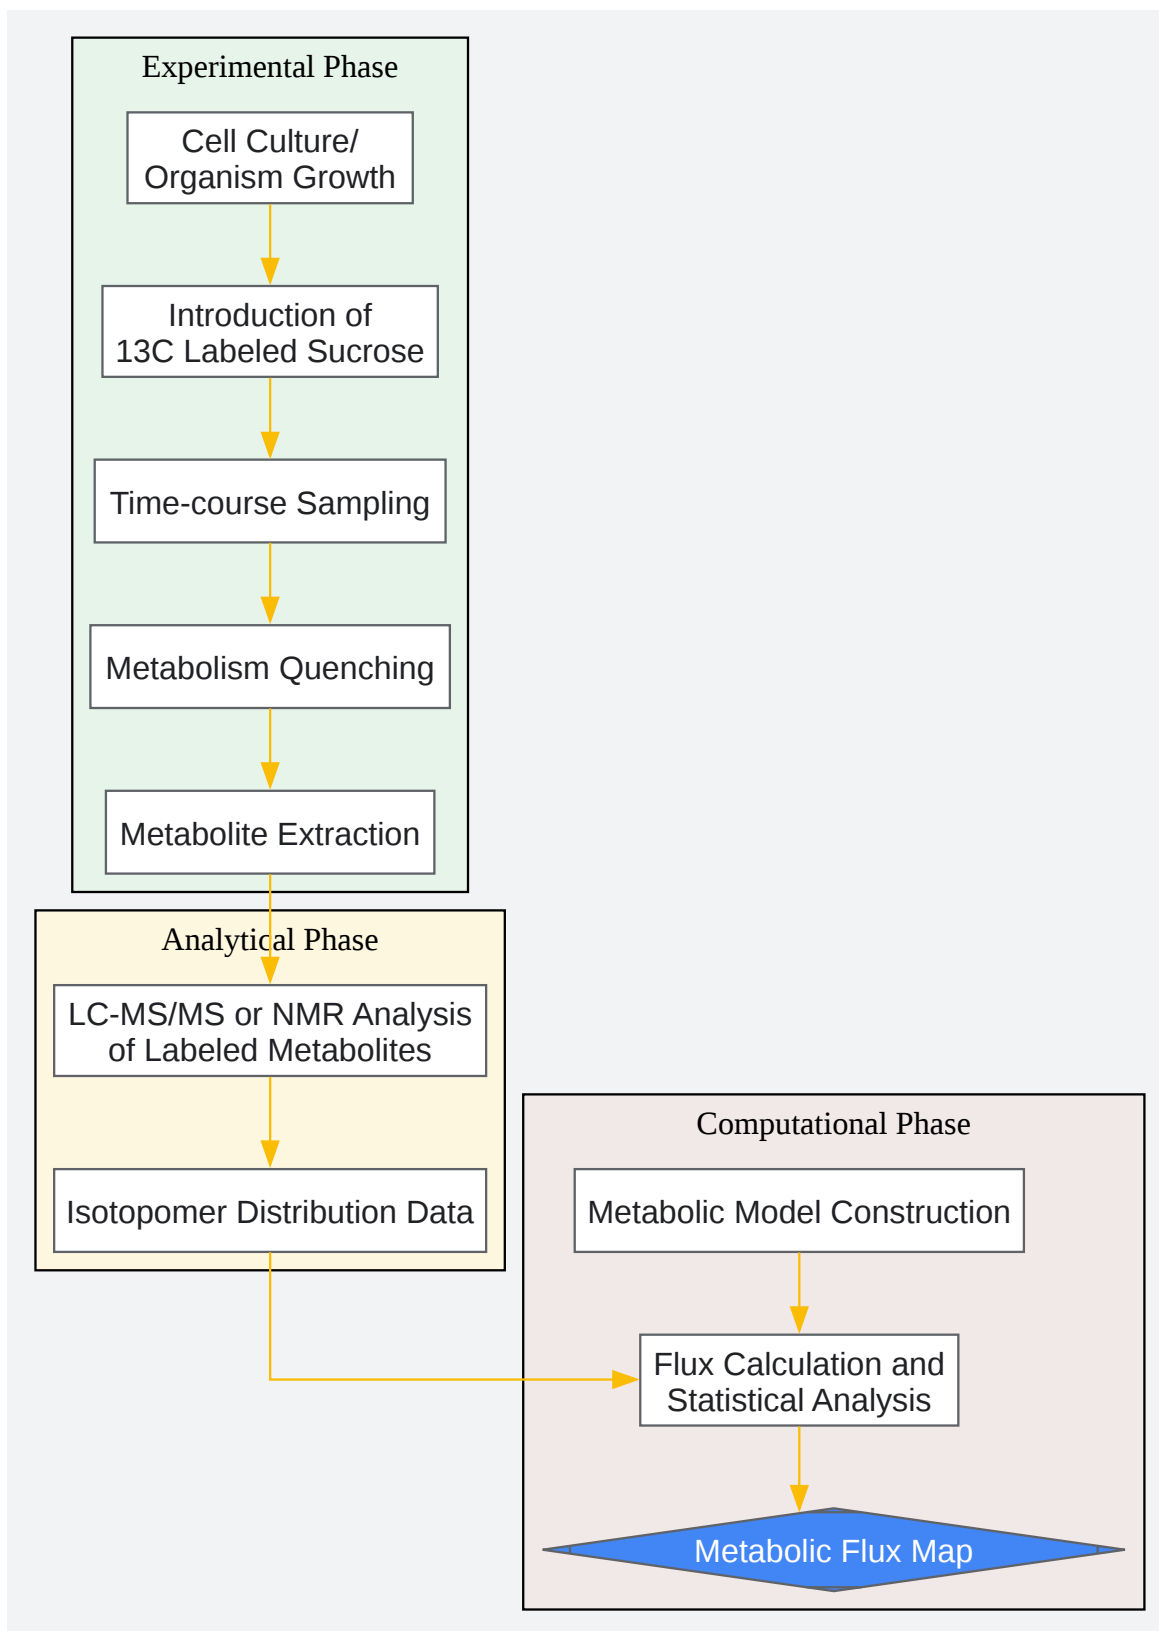 Experimental Phase
Cell Culture/
Organism Growth
Introduction of
13C Labeled Sucrose
Time-course Sampling
Metabolism Quenching
Metabolite Extraction
Analytical Phase
LC-MS/MS or NMR Analysis
of Labeled Metabolites
Isotopomer Distribution Data
Computational Phase
Metabolic Model Construction
Flux Calculation and
Statistical Analysis
Metabolic Flux Map